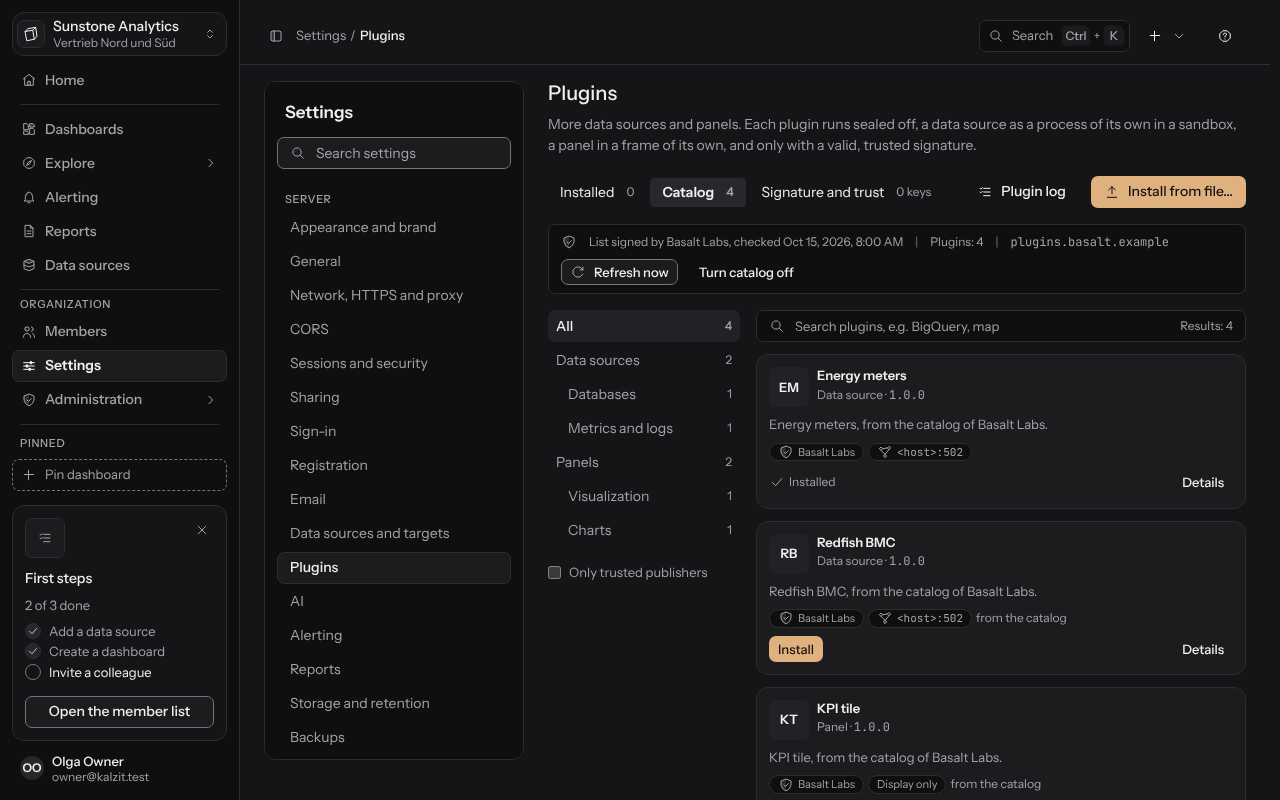 Sunstone Analytics
Vertrieb Nord und Süd
Home
Dashboards
Explore
Alerting
Reports
Data sources
ORGANIZATION
Members
Settings
Administration
PINNED
Pin dashboard
First steps
2 of 3 done
Add a data source
Create a dashboard
Invite a colleague
Open the member list
OO
Olga Owner
owner@kalzit.test
Settings / Plugins
Search Ctrl + K
Settings
Search settings
SERVER
Appearance and brand
General
Network, HTTPS and proxy
CORS
Sessions and security
Sharing
Sign-in
Registration
Email
Data sources and targets
Plugins
AI
Alerting
Reports
Storage and retention
Backups
Plugins
More data sources and panels. Each plugin runs sealed off, a data source as a process of its own in a sandbox,
a panel in a frame of its own, and only with a valid, trusted signature.
Installed 0 Catalog 4 Signature and trust 0 keys Plugin log Install from file…
List signed by Basalt Labs, checked Oct 15, 2026, 8:00 AM | Plugins: 4 | plugins.basalt.example
Refresh now Turn catalog off
All 4
Data sources 2
Databases 1
Metrics and logs 1
Panels 2
Visualization 1
Charts 1
Only trusted publishers
Search plugins, e.g. BigQuery, map Results: 4
EM
Energy meters
Data source · 1.0.0
Energy meters, from the catalog of Basalt Labs.
Basalt Labs <host>:502
Installed Details
RB
Redfish BMC
Data source · 1.0.0
Redfish BMC, from the catalog of Basalt Labs.
Basalt Labs <host>:502 from the catalog
Install Details
KT
KPI tile
Panel · 1.0.0
KPI tile, from the catalog of Basalt Labs.
Basalt Labs Display only from the catalog